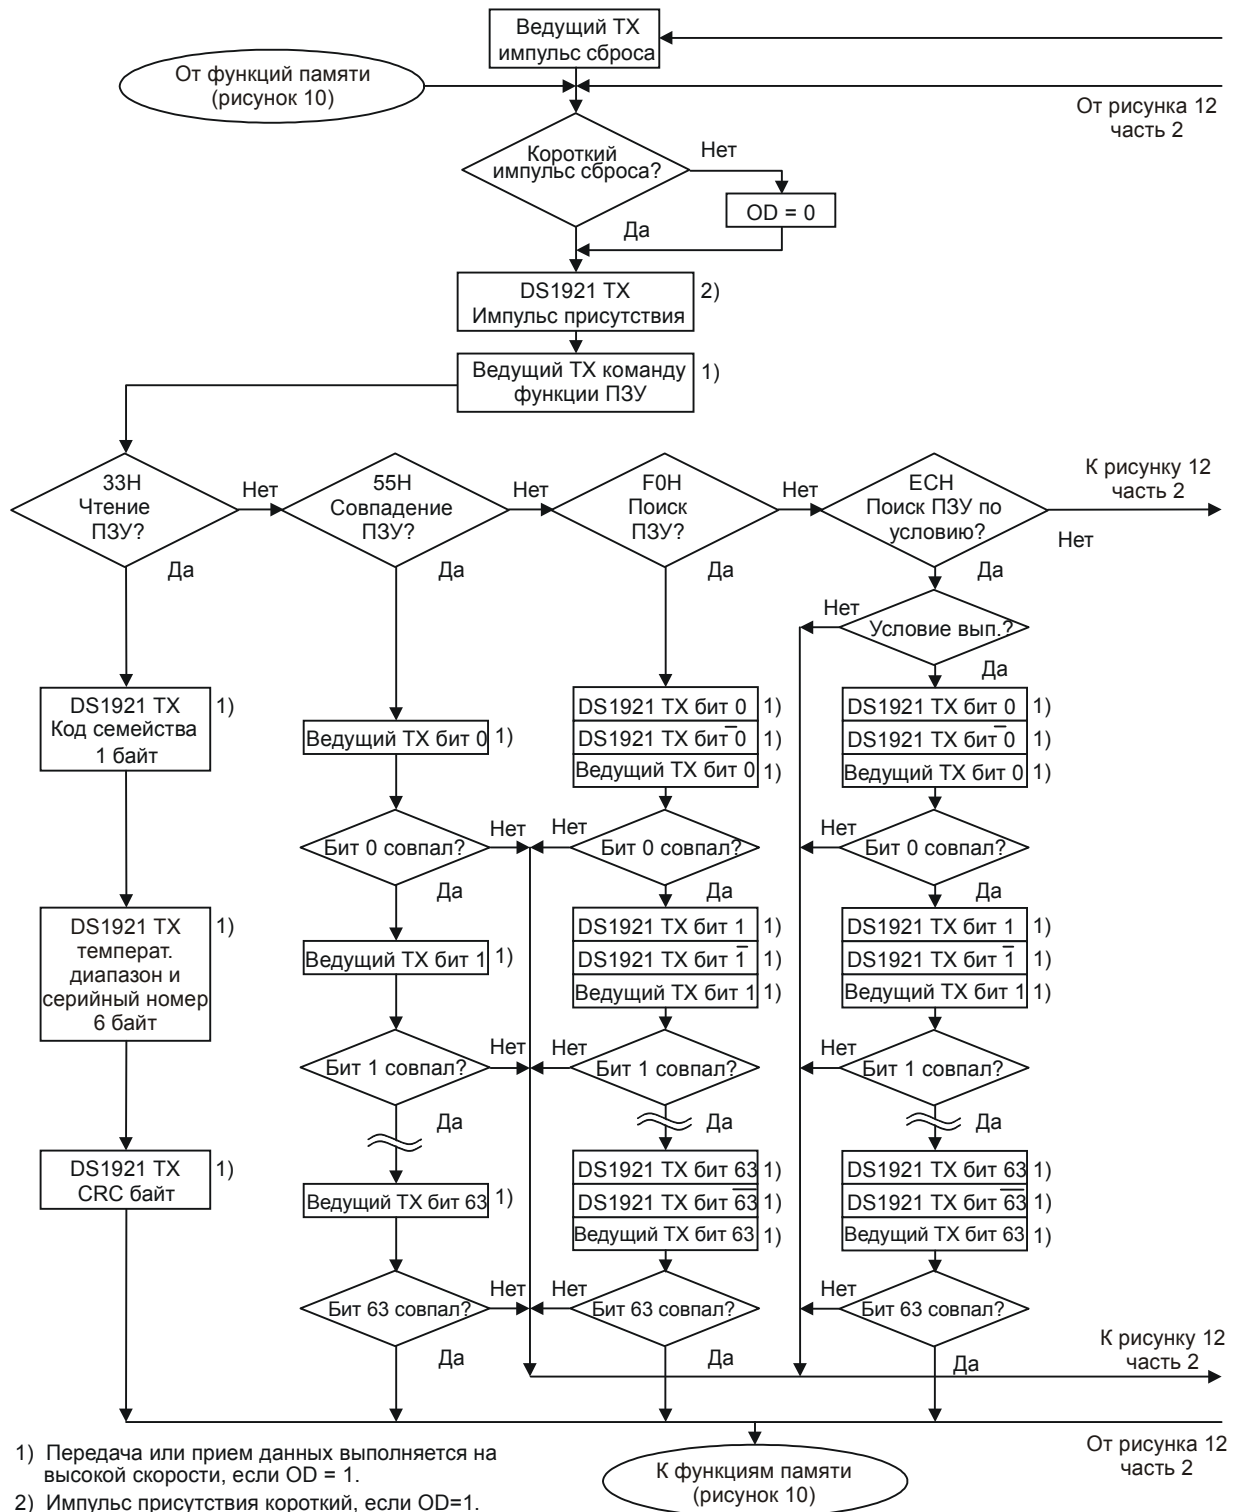 Ведущий TX
импульс сброса
От функций памяти
(рисунок 10)
От рисунка 12
часть 2
Короткий
импульс сброса?
Нет
OD = 0
Да
DS1921 TX
Импульс присутствия
2)
Ведущий TX команду
функции ПЗУ
1)
33H
Чтение
ПЗУ?
Нет
Да
55H
Совпадение
ПЗУ?
Нет
Да
F0H
Поиск
ПЗУ?
Нет
Да
ECH
Поиск ПЗУ по
условию?
Нет
Да
К рисунку 12
часть 2
Условие вып.?
Нет
Да
DS1921 TX
Код семейства
1 байт
1)
DS1921 TX
температ.
диапазон и
серийный номер
6 байт
1)
DS1921 TX
CRC байт
1)
Ведущий TX бит 0
1)
Бит 0 совпал?
Нет
Да
Ведущий TX бит 1
1)
Бит 1 совпал?
Нет
Да
Ведущий TX бит 63
1)
Бит 63 совпал?
Нет
Да
DS1921 TX бит 0
1)
DS1921 TX бит 0̅
1)
Ведущий TX бит 0
1)
Бит 0 совпал?
Нет
Да
DS1921 TX бит 1
1)
DS1921 TX бит 1̅
1)
Ведущий TX бит 1
1)
Бит 1 совпал?
Нет
Да
DS1921 TX бит 63
1)
DS1921 TX бит 6̅3̅
1)
Ведущий TX бит 63
1)
Бит 63 совпал?
Нет
Да
DS1921 TX бит 0
1)
DS1921 TX бит 0̅
1)
Ведущий TX бит 0
1)
Бит 0 совпал?
Нет
Да
DS1921 TX бит 1
1)
DS1921 TX бит 1̅
1)
Ведущий TX бит 1
1)
Бит 1 совпал?
Нет
Да
DS1921 TX бит 63
1)
DS1921 TX бит 6̅3̅
1)
Ведущий TX бит 63
1)
Бит 63 совпал?
Нет
Да
К рисунку 12
часть 2
От рисунка 12
часть 2
К функциям памяти
(рисунок 10)
1) Передача или прием данных выполняется на
высокой скорости, если OD = 1.
2) Импульс присутствия короткий, если OD=1.